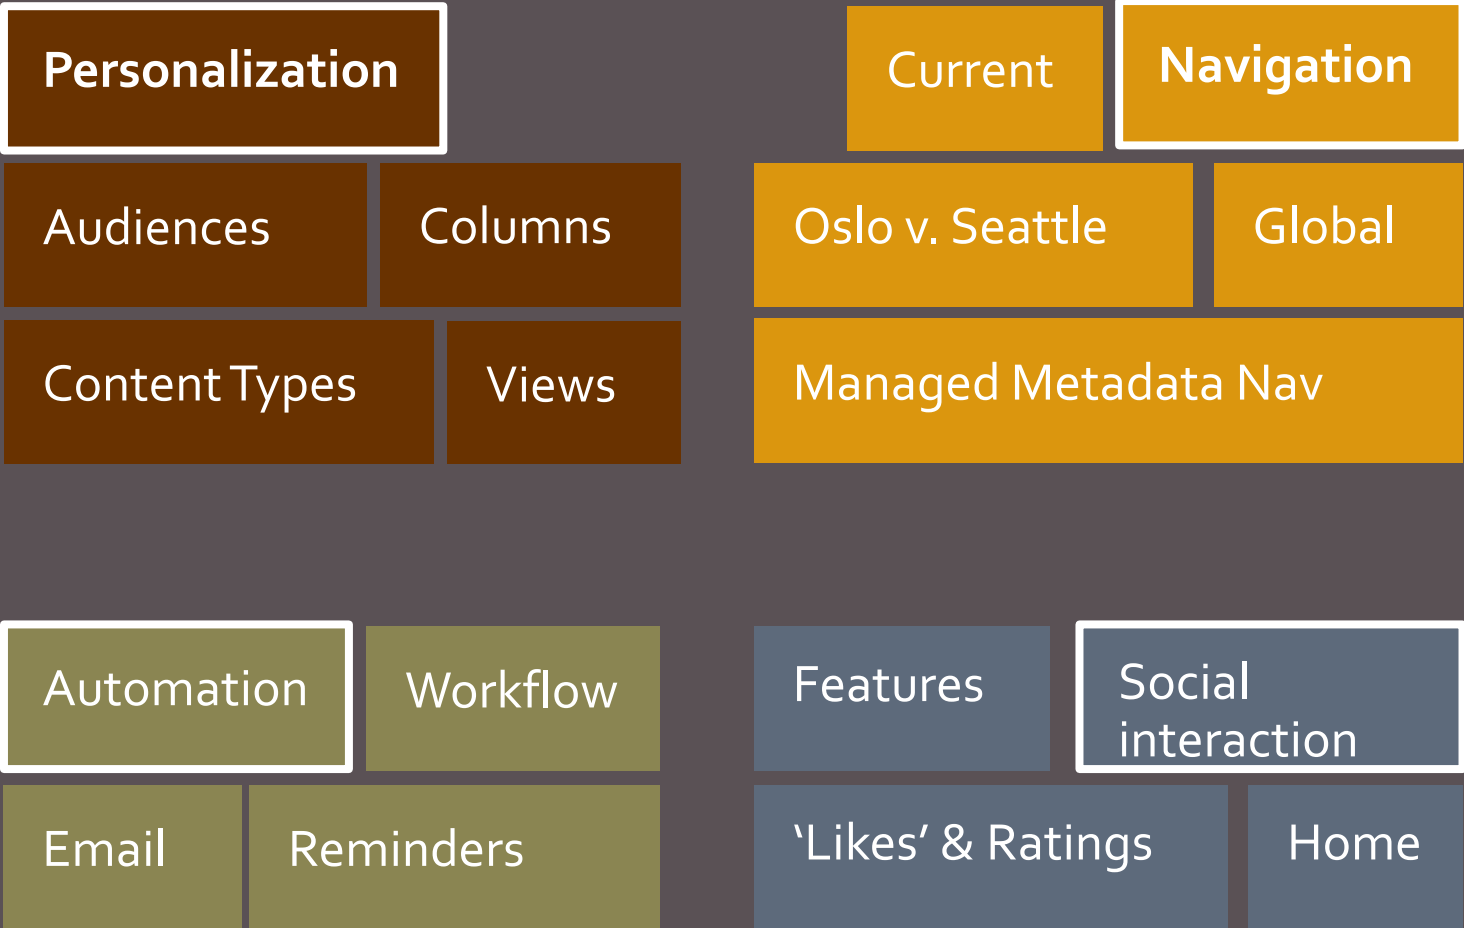 Personalization
Audiences
Columns
Content Types
Views
Current
Navigation
Oslo v. Seattle
Global
Managed Metadata Nav
Automation
Workflow
Email
Reminders
Features
Social
interaction
‘Likes’ & Ratings
Home